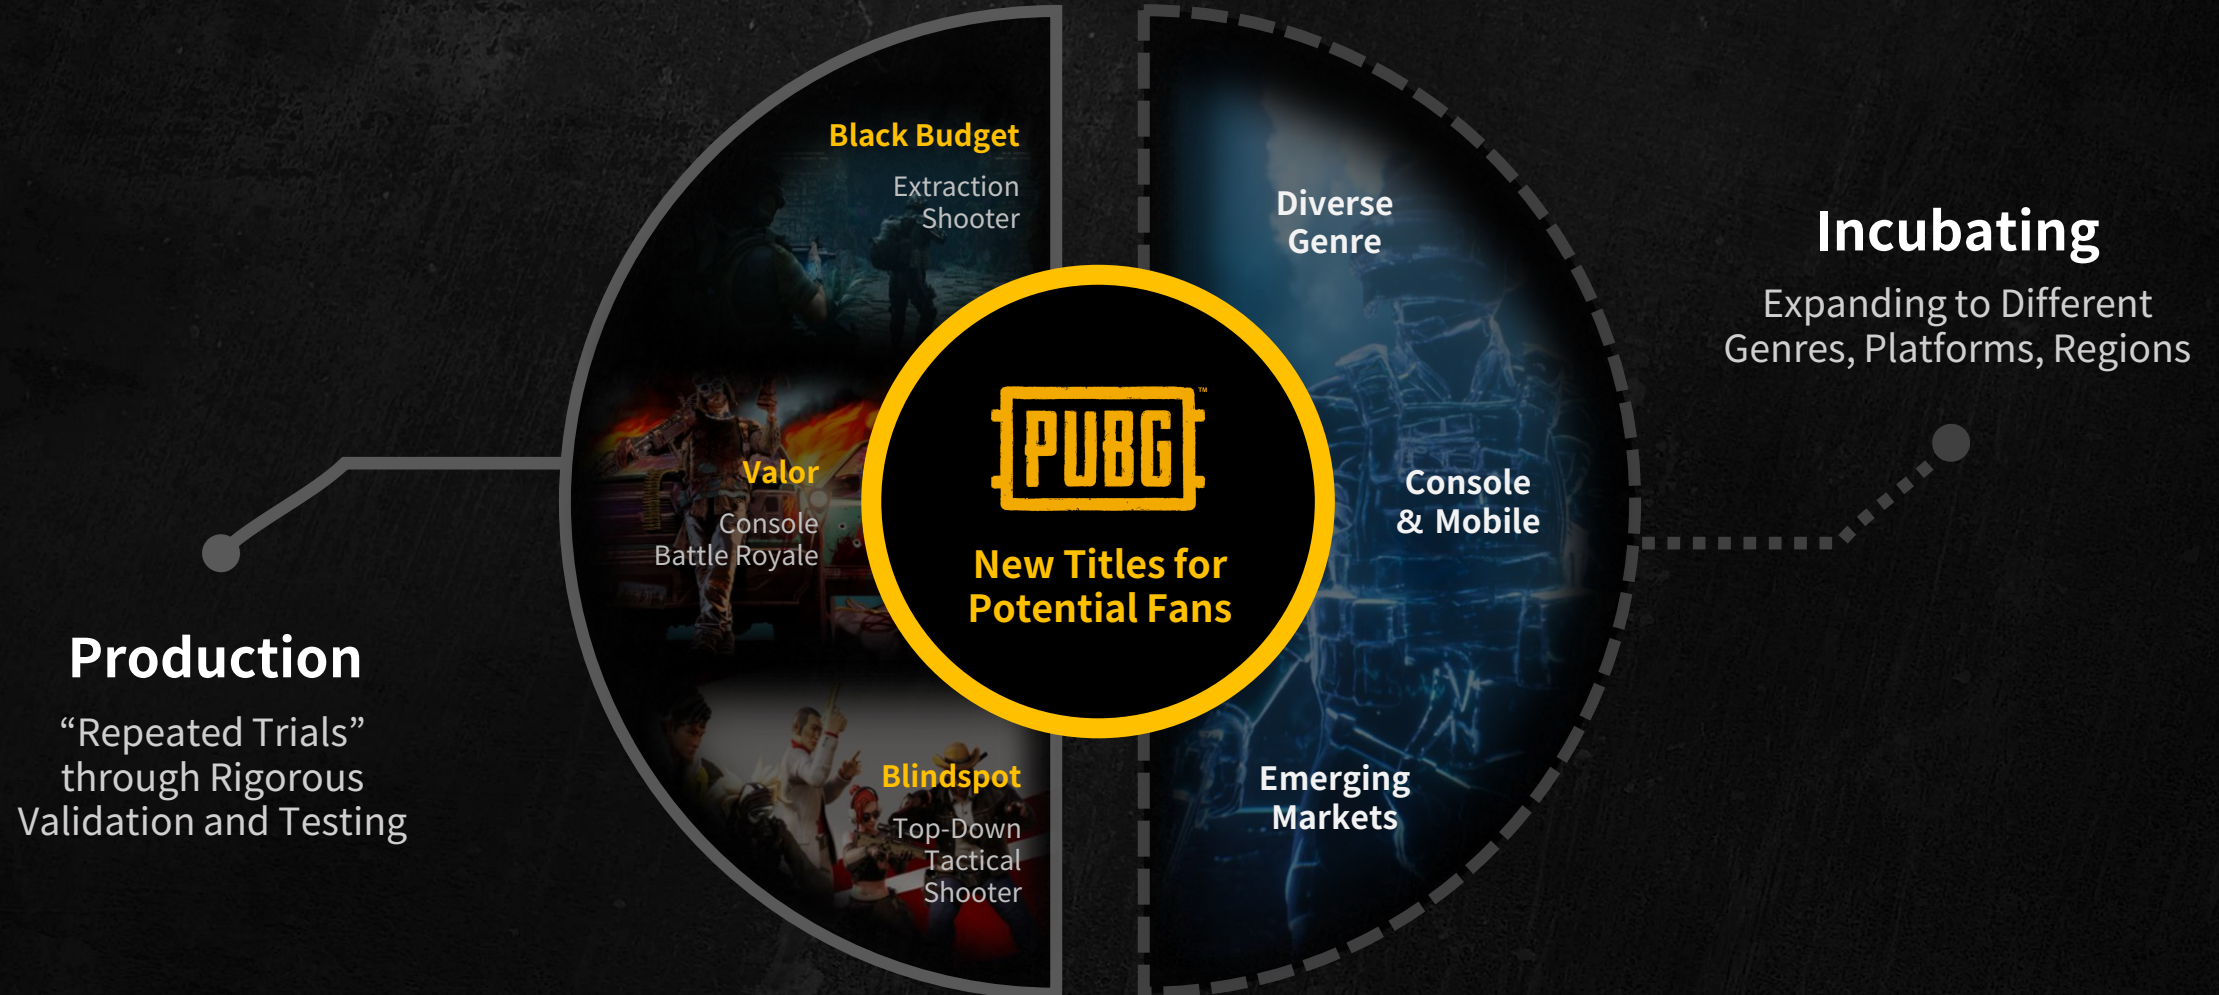 Production
“Repeated Trials”
through Rigorous
Validation and Testing
Black Budget
Extraction
Shooter
Valor
Console
Battle Royale
Blindspot
Top-Down
Tactical
Shooter
PUBG™
New Titles for
Potential Fans
Diverse
Genre
Console
& Mobile
Emerging
Markets
Incubating
Expanding to Different
Genres, Platforms, Regions